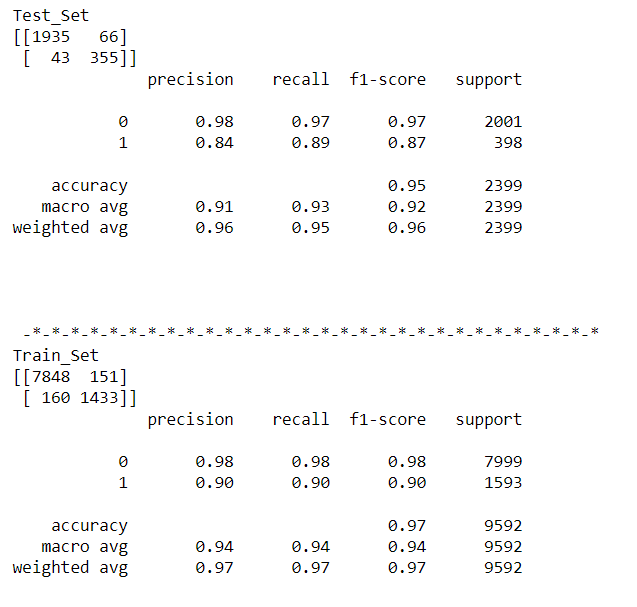 Test_Set
[[1935   66]
 [  43  355]]
              precision    recall  f1-score   support

           0       0.98      0.97      0.97      2001
           1       0.84      0.89      0.87       398

    accuracy                           0.95      2399
   macro avg       0.91      0.93      0.92      2399
weighted avg       0.96      0.95      0.96      2399

 -*-*-*-*-*-*-*-*-*-*-*-*-*-*-*-*-*-*-*-*-*-*-*-*-*-*-*-*-*-*
Train_Set
[[7848  151]
 [ 160 1433]]
              precision    recall  f1-score   support

           0       0.98      0.98      0.98      7999
           1       0.90      0.90      0.90      1593

    accuracy                           0.97      9592
   macro avg       0.94      0.94      0.94      9592
weighted avg       0.97      0.97      0.97      9592